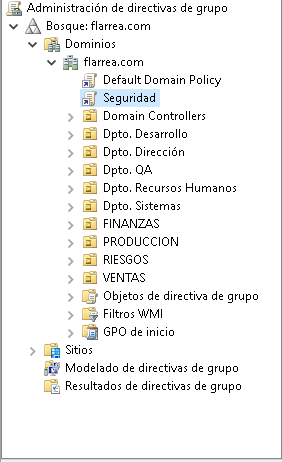 Administración de directivas de grupo
Bosque: flarrea.com
Dominios
flarrea.com
Default Domain Policy
Seguridad
Domain Controllers
Dpto. Desarrollo
Dpto. Dirección
Dpto. QA
Dpto. Recursos Humanos
Dpto. Sistemas
FINANZAS
PRODUCCION
RIESGOS
VENTAS
Objetos de directiva de grupo
Filtros WMI
GPO de inicio
Sitios
Modelado de directivas de grupo
Resultados de directivas de grupo